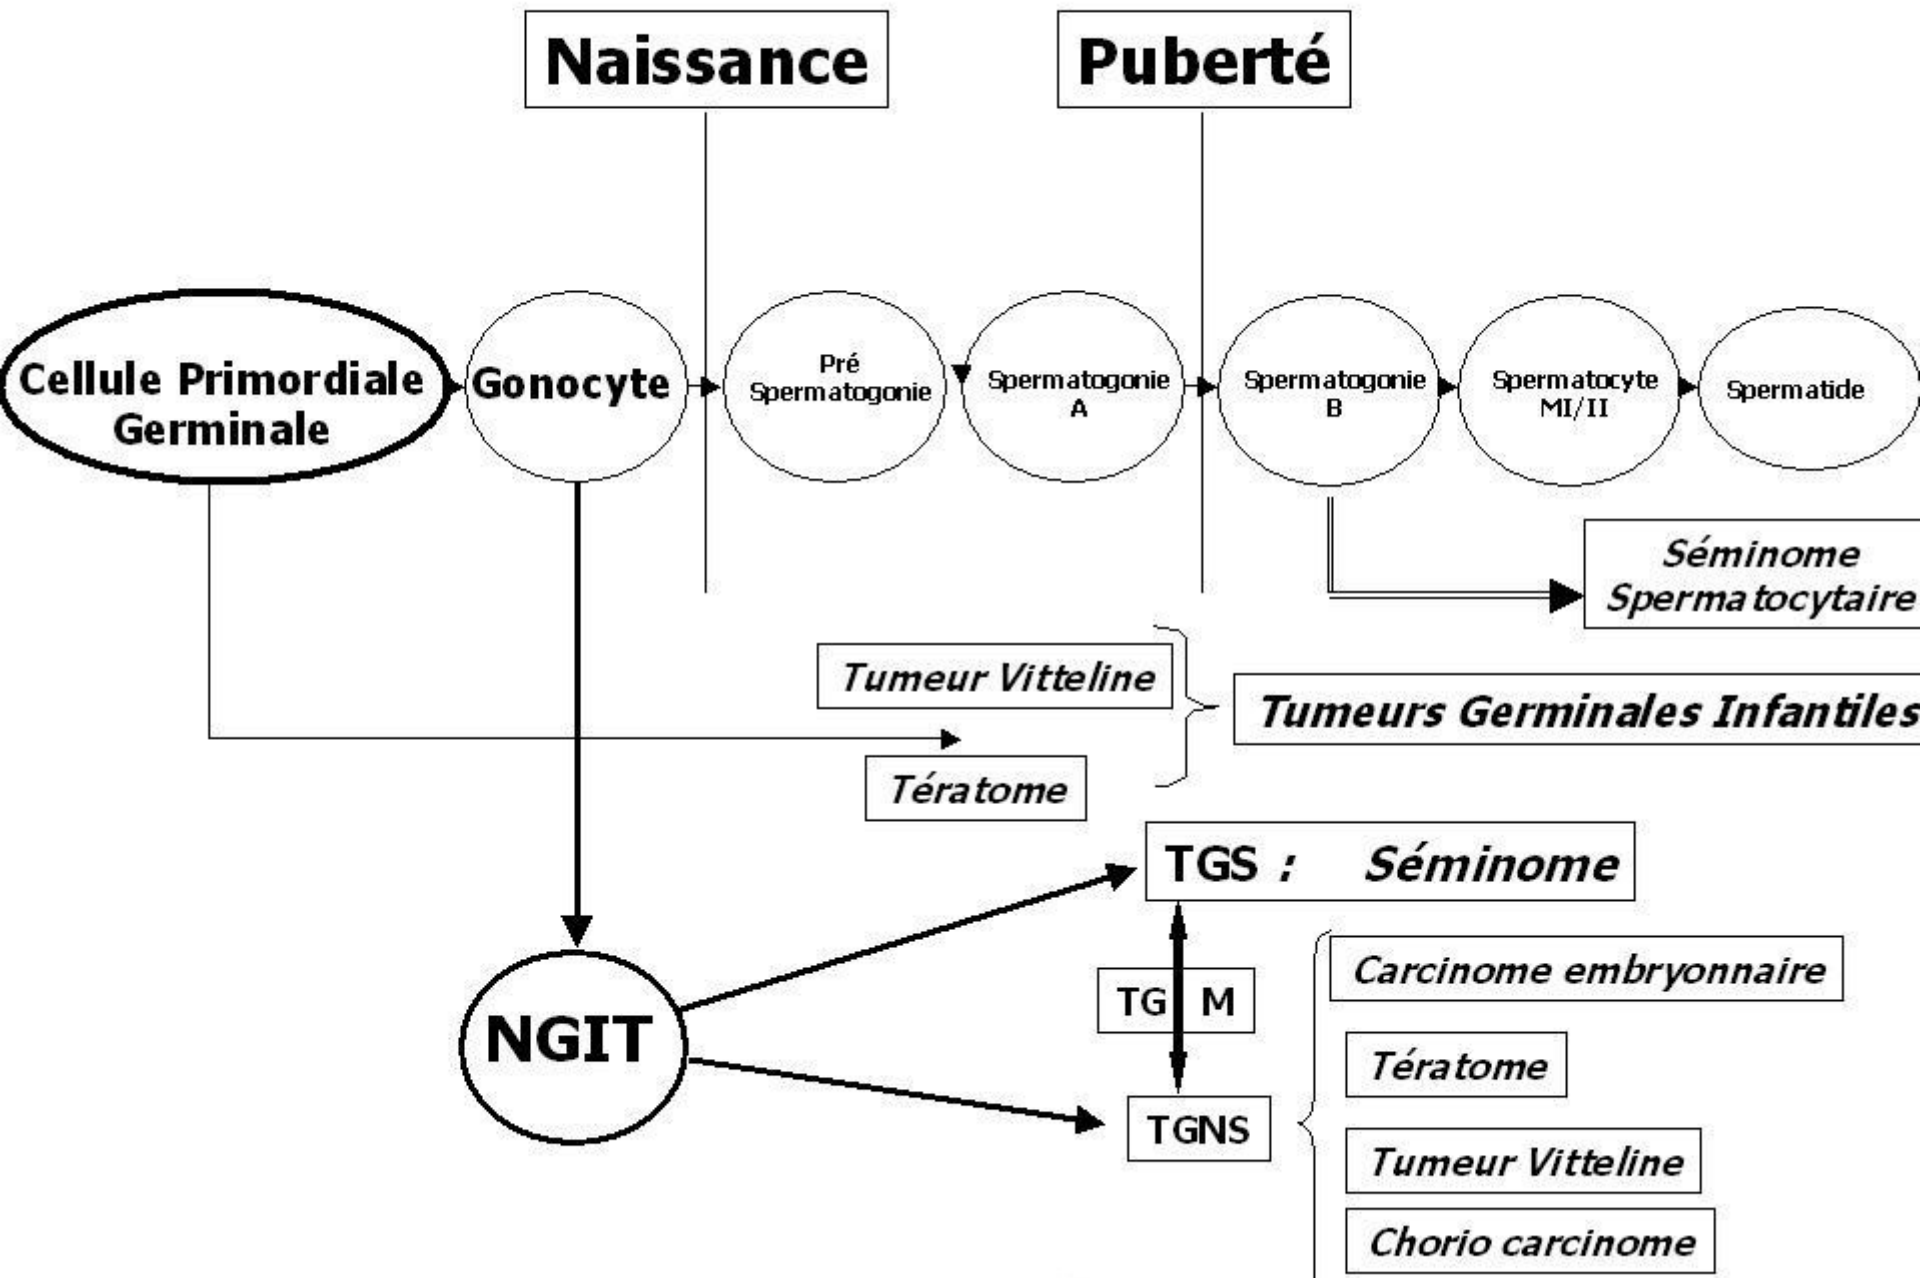 Naissance
Puberté
Cellule Primordiale
Germinale
Gonocyte
Pré
Spermatogonie
Spermatogonie
A
Spermatogonie
B
Spermatocyte
MI/II
Spermatide
Séminome
Spermatocytaire
Tumeur Vitteline
Tumeurs Germinales Infantiles
Tératome
TGS : Séminome
NGIT
TG M
TGNS
Carcinome embryonnaire
Tératome
Tumeur Vitteline
Chorio carcinome